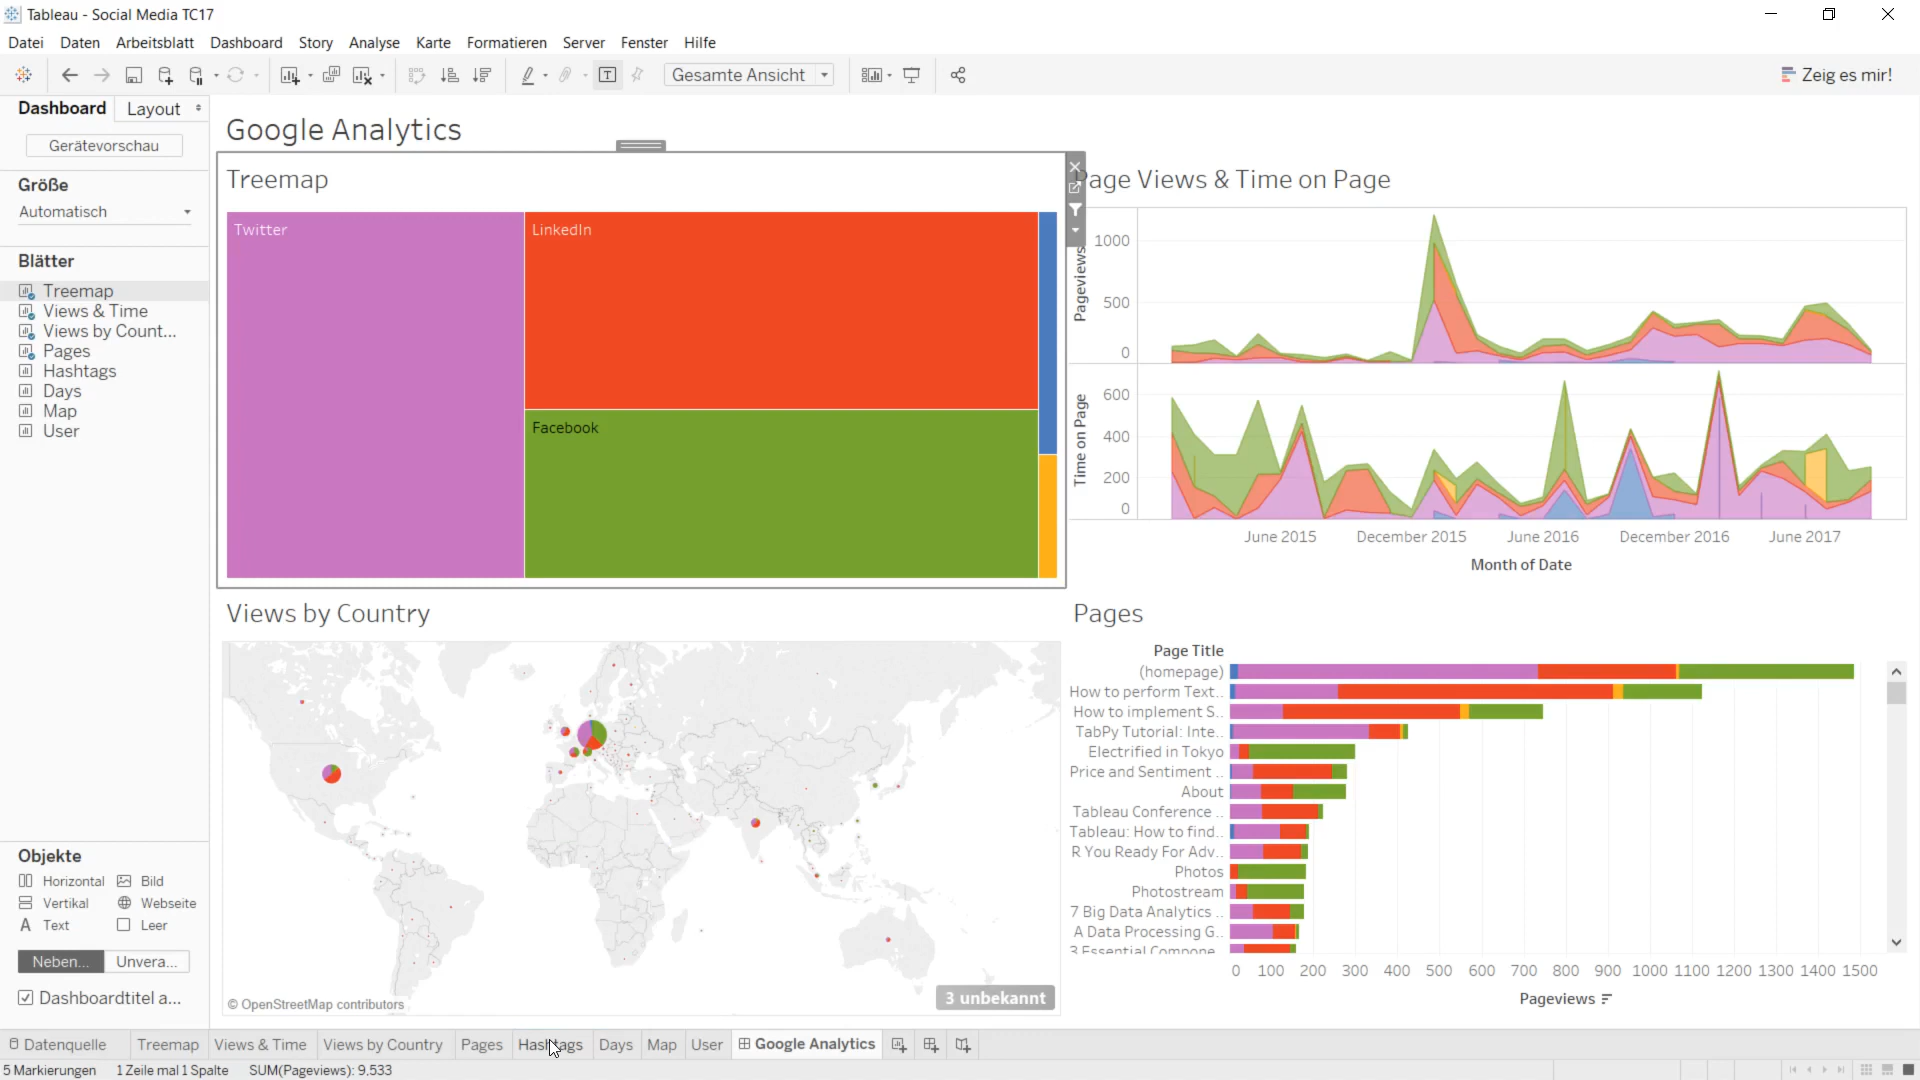 Tableau - Social Media TC17
Datei Daten Arbeitsblatt Dashboard Story Analyse Karte Formatieren Server Fenster Hilfe
Gesamte Ansicht
Zeig es mir!
Dashboard Layout
Gerätevorschau
Größe
Automatisch
Blätter
Treemap
Views & Time
Views by Count...
Pages
Hashtags
Days
Map
User
Objekte
Horizontal Bild
Vertikal Webseite
Text Leer
Neben... Unvera...
Dashboardtitel a...
Google Analytics
Treemap
Twitter
LinkedIn
Facebook
Page Views & Time on Page
Pageviews
1000
500
0
Time on Page
600
400
200
0
June 2015 December 2015 June 2016 December 2016 June 2017
Month of Date
Views by Country
© OpenStreetMap contributors
3 unbekannt
Pages
Page Title
(homepage)
How to perform Text..
How to implement S..
TabPy Tutorial: Inte..
Electrified in Tokyo
Price and Sentiment ..
About
Tableau Conference ..
Tableau: How to find..
R You Ready For Adv..
Photos
Photostream
7 Big Data Analytics ..
A Data Processing G..
3 Essential Compone..
0 100 200 300 400 500 600 700 800 900 1000 1100 1200 1300 1400 1500
Pageviews
Datenquelle Treemap Views & Time Views by Country Pages Hashtags Days Map User Google Analytics
5 Markierungen 1 Zeile mal 1 Spalte SUM(Pageviews): 9.533